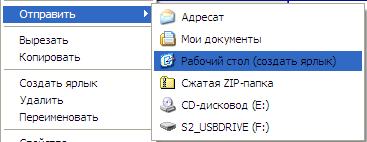 Отправить
Вырезать
Копировать
Создать ярлык
Удалить
Переименовать
Свойства
Адресат
Мои документы
Рабочий стол (создать ярлык)
Сжатая ZIP-папка
CD-дисковод (E:)
S2_USBDRIVE (F:)